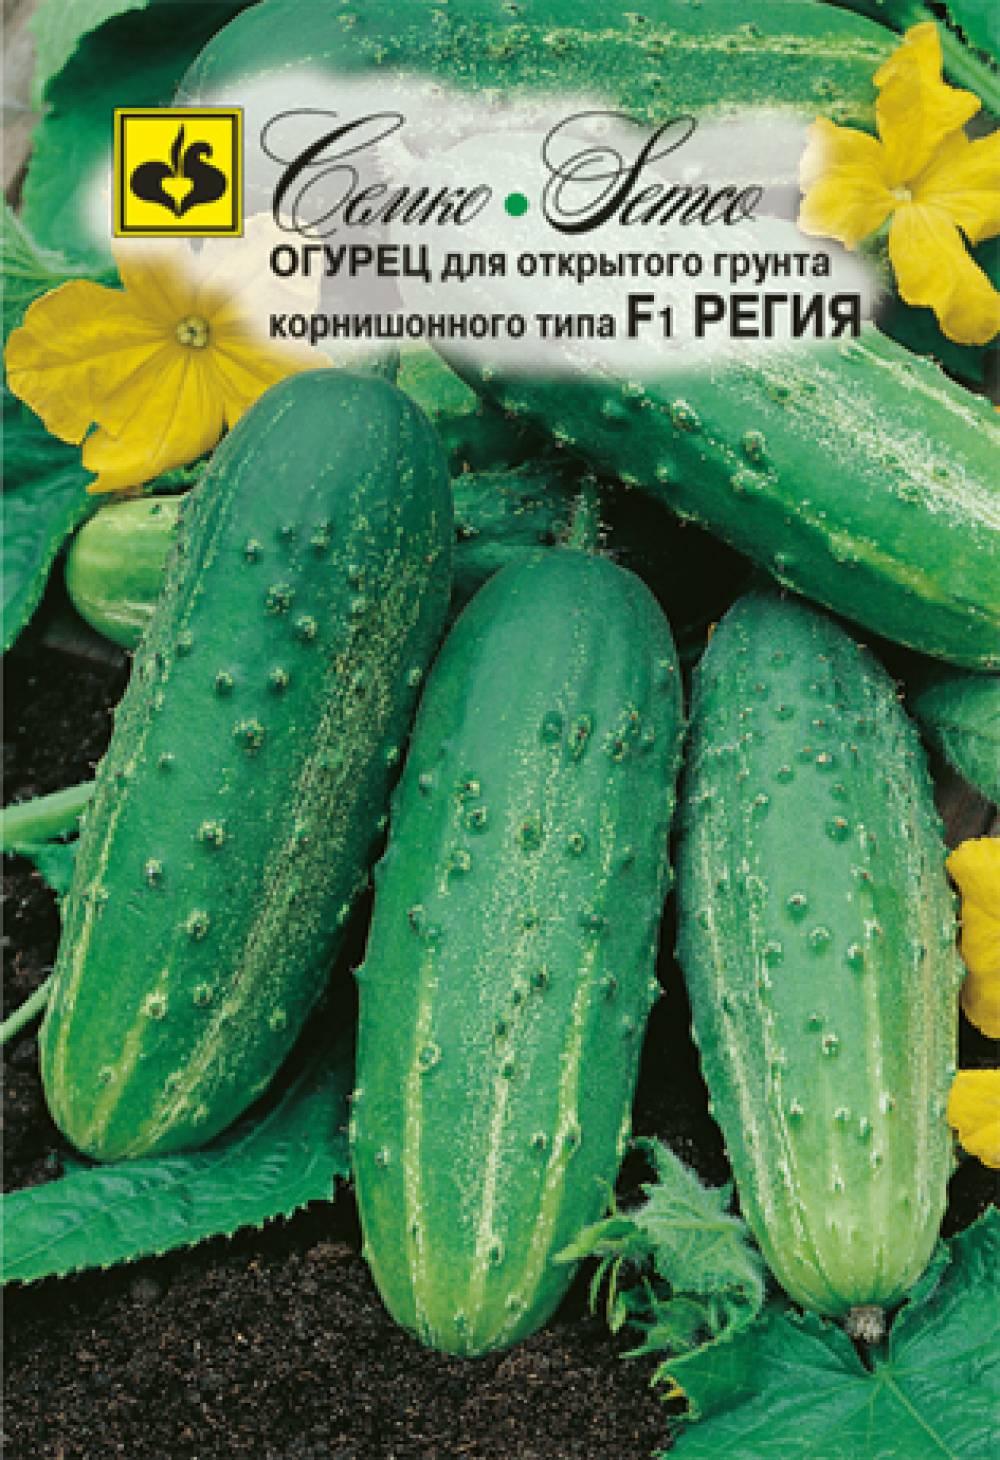 Семко • Semco
ОГУРЕЦ для открытого грунта
корнишонного типа F1 РЕГИЯ